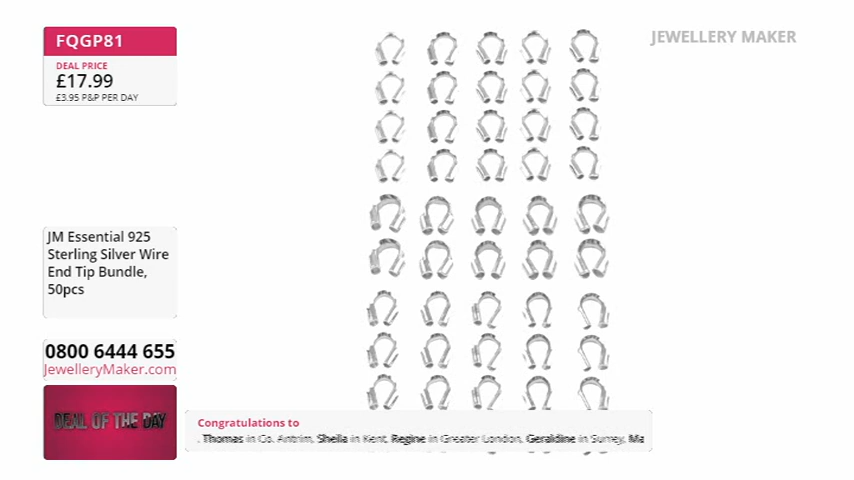 FQGP81
DEAL PRICE
£17.99
£3.95 P&P PER DAY
JEWELLERY MAKER
JM Essential 925
Sterling Silver Wire
End Tip Bundle,
50pcs
0800 6444 655
JewelleryMaker.com
DEAL OF THE DAY
Congratulations to
. Thomas in Co. Antrim, Sheila in Kent, Regine in Greater London, Geraldine in Surrey, Ma